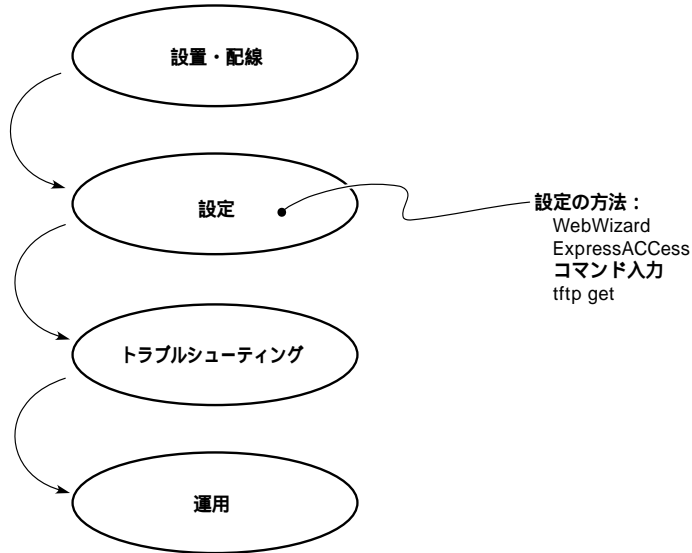 設置・配線
設定
設定の方法：
WebWizard
ExpressACCess
コマンド入力
tftp get
トラブルシューティング
運用